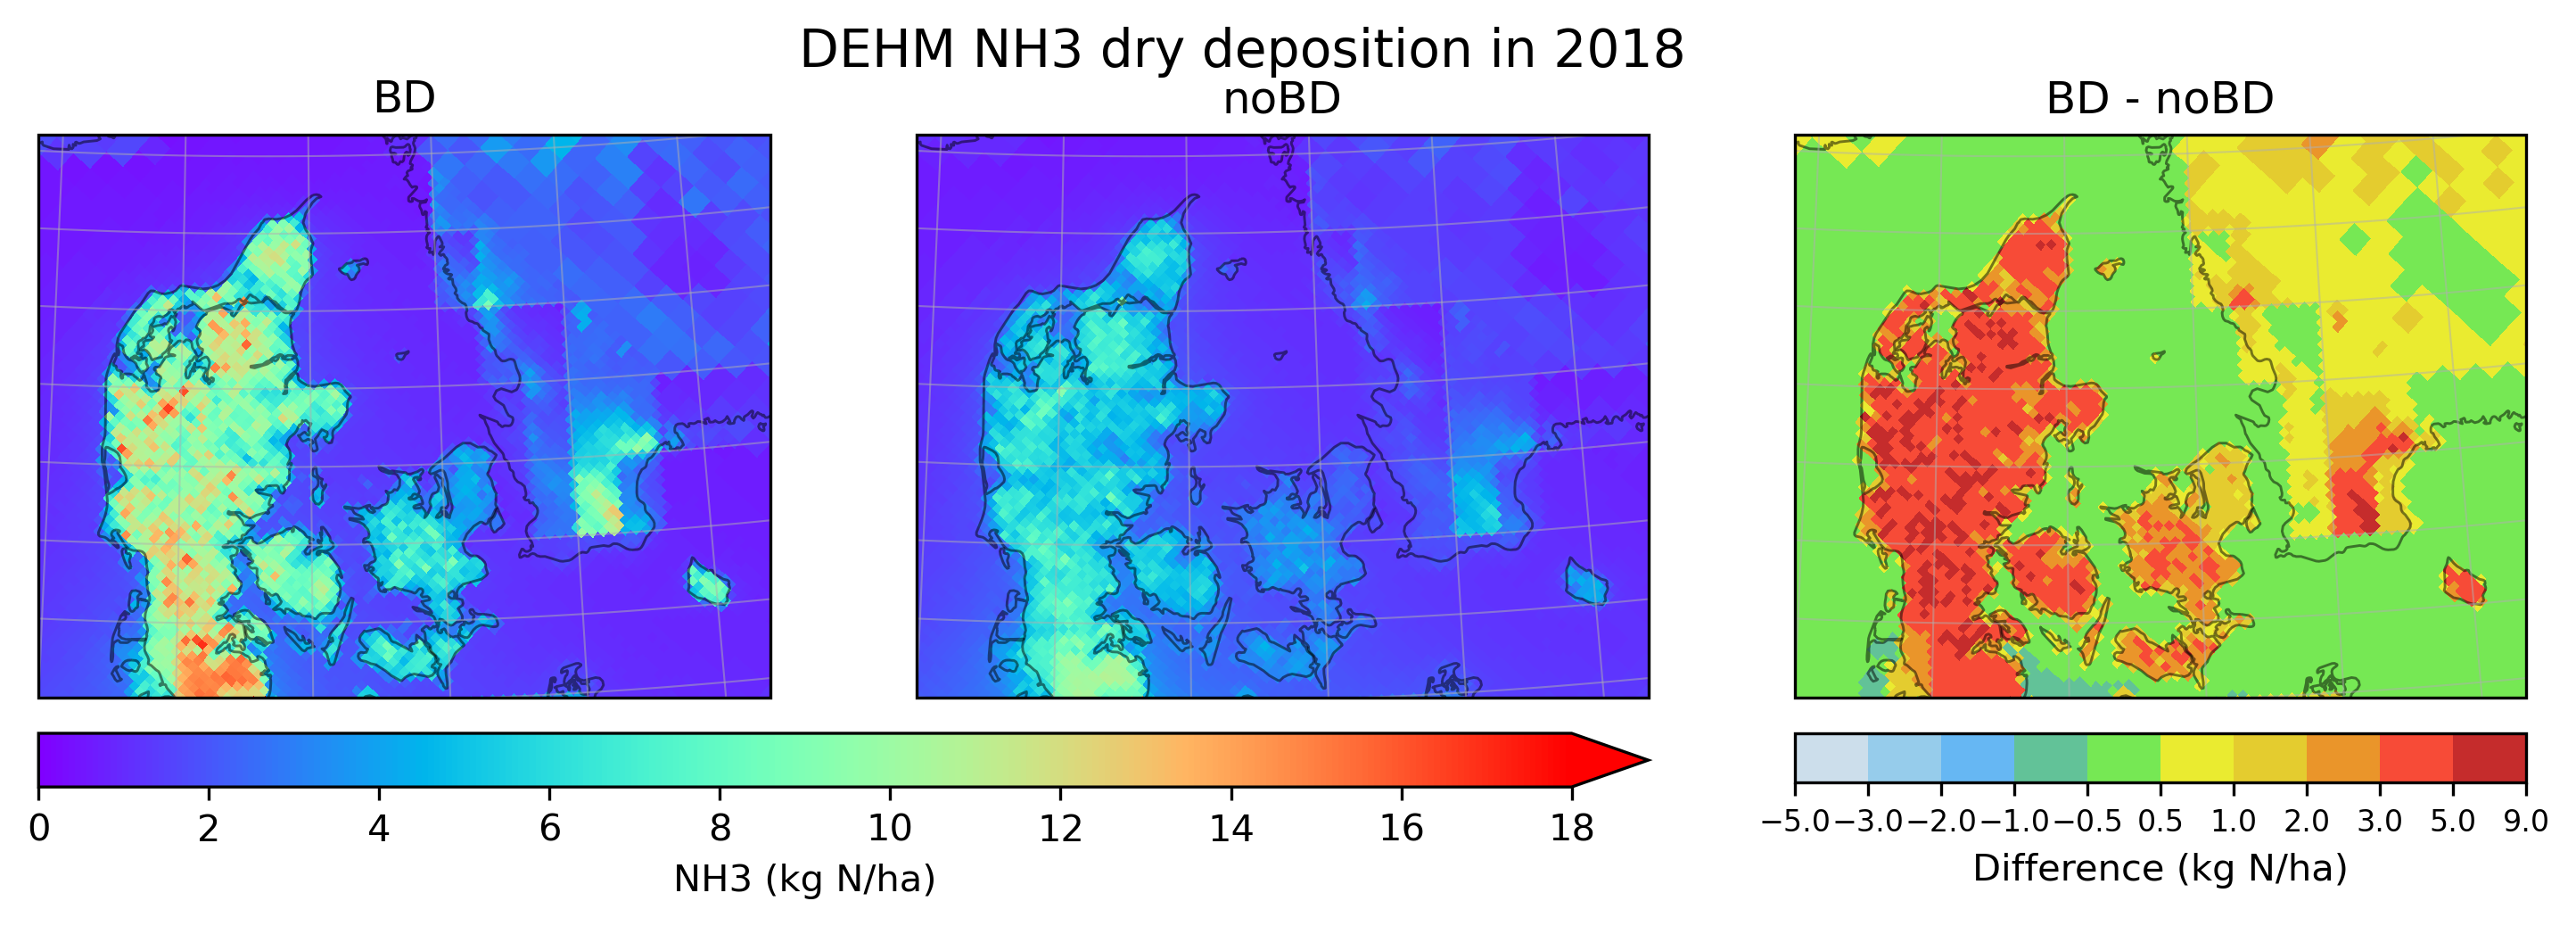 DEHM NH3 dry deposition in 2018
BD
noBD
BD - noBD
0 2 4 6 8 10 12 14 16 18
NH3 (kg N/ha)
−5.0 −3.0 −2.0 −1.0 −0.5 0.5 1.0 2.0 3.0 5.0 9.0
Difference (kg N/ha)